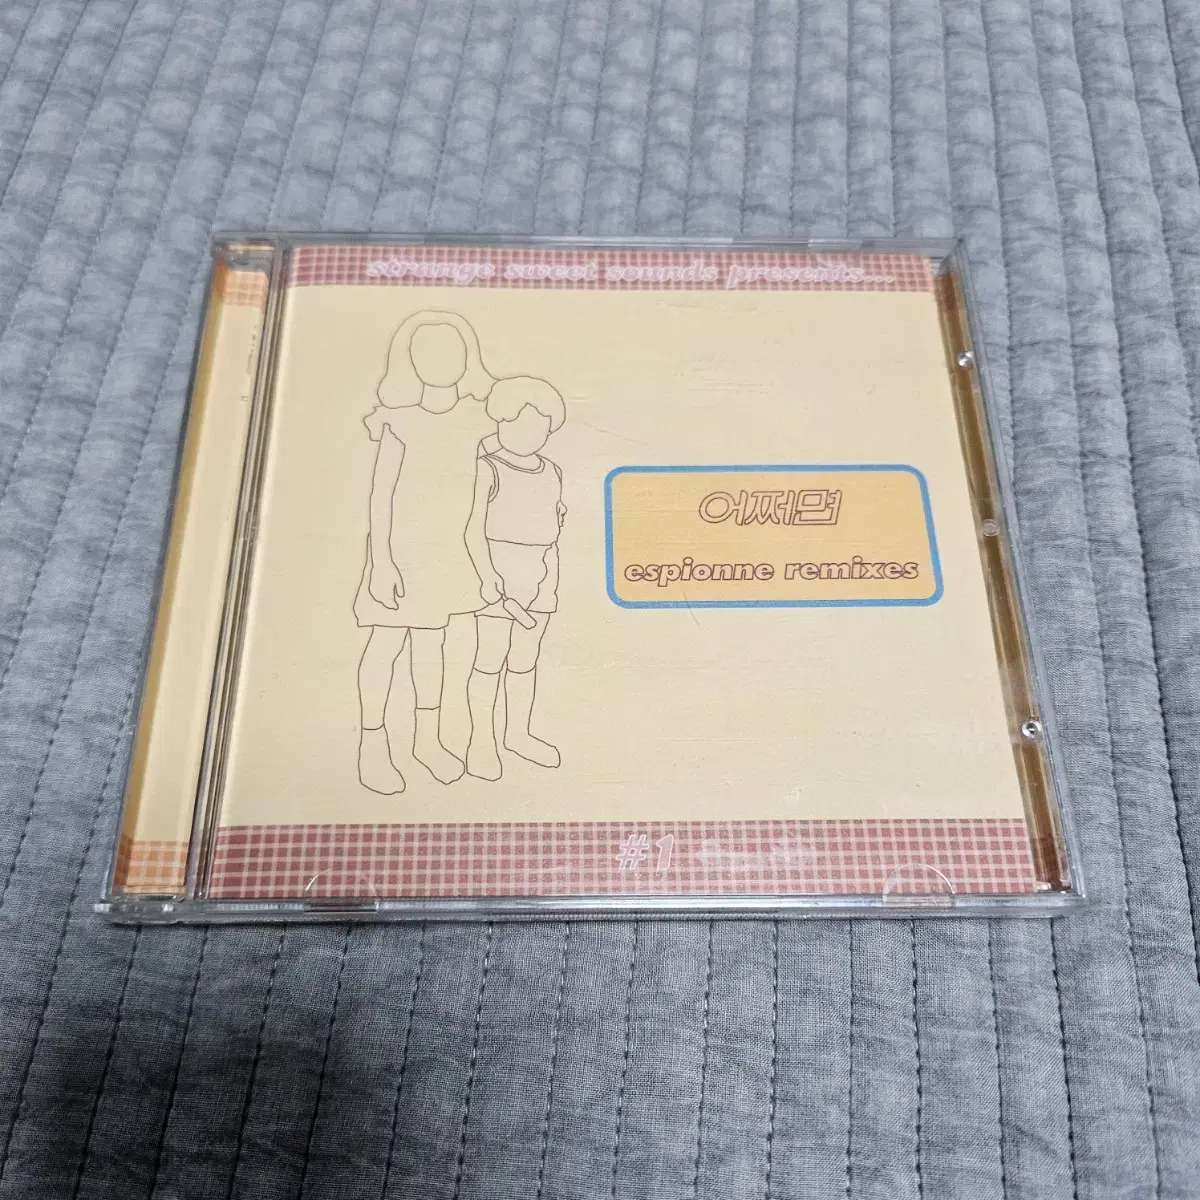 strange sweet sounds presents....
어쩌면
espionne remixes
#1